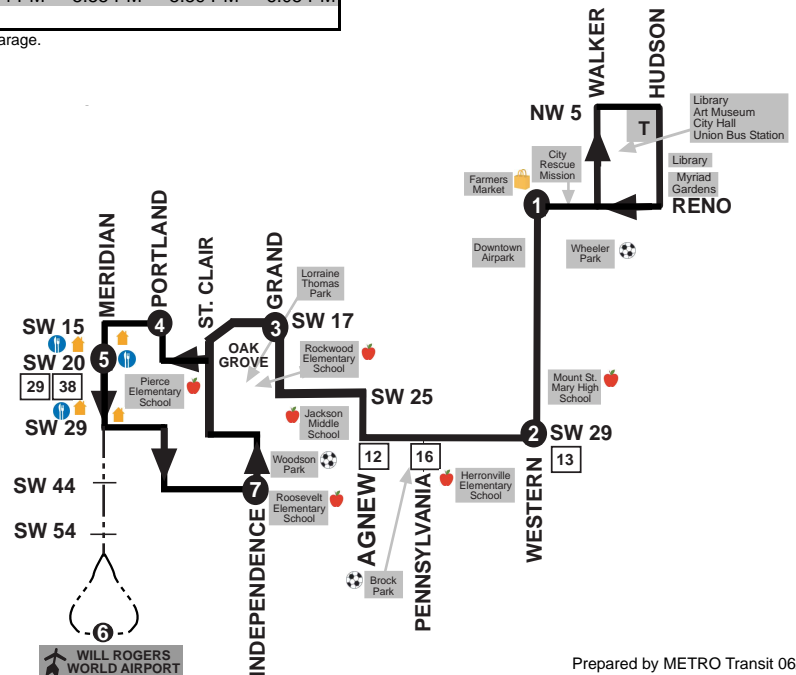 arage.
WALKER
HUDSON
NW 5
T
Library
Art Museum
City Hall
Union Bus Station
City
Rescue
Mission
Library
Farmers
Market
Myriad
Gardens
1
RENO
MERIDIAN
PORTLAND
ST. CLAIR
GRAND
Lorraine
Thomas
Park
Downtown
Airpark
Wheeler
Park
SW 15
4
3
SW 17
OAK
GROVE
SW 20
5
Rockwood
Elementary
School
29
38
Pierce
Elementary
School
Mount St.
Mary High
School
SW 25
Jackson
Middle
School
SW 29
2
SW 29
12
16
13
Woodson
Park
SW 44
7
Roosevelt
Elementary
School
Herronville
Elementary
School
SW 54
INDEPENDENCE
AGNEW
PENNSYLVANIA
WESTERN
Brock
Park
6
WILL ROGERS
WORLD AIRPORT
Prepared by METRO Transit 06